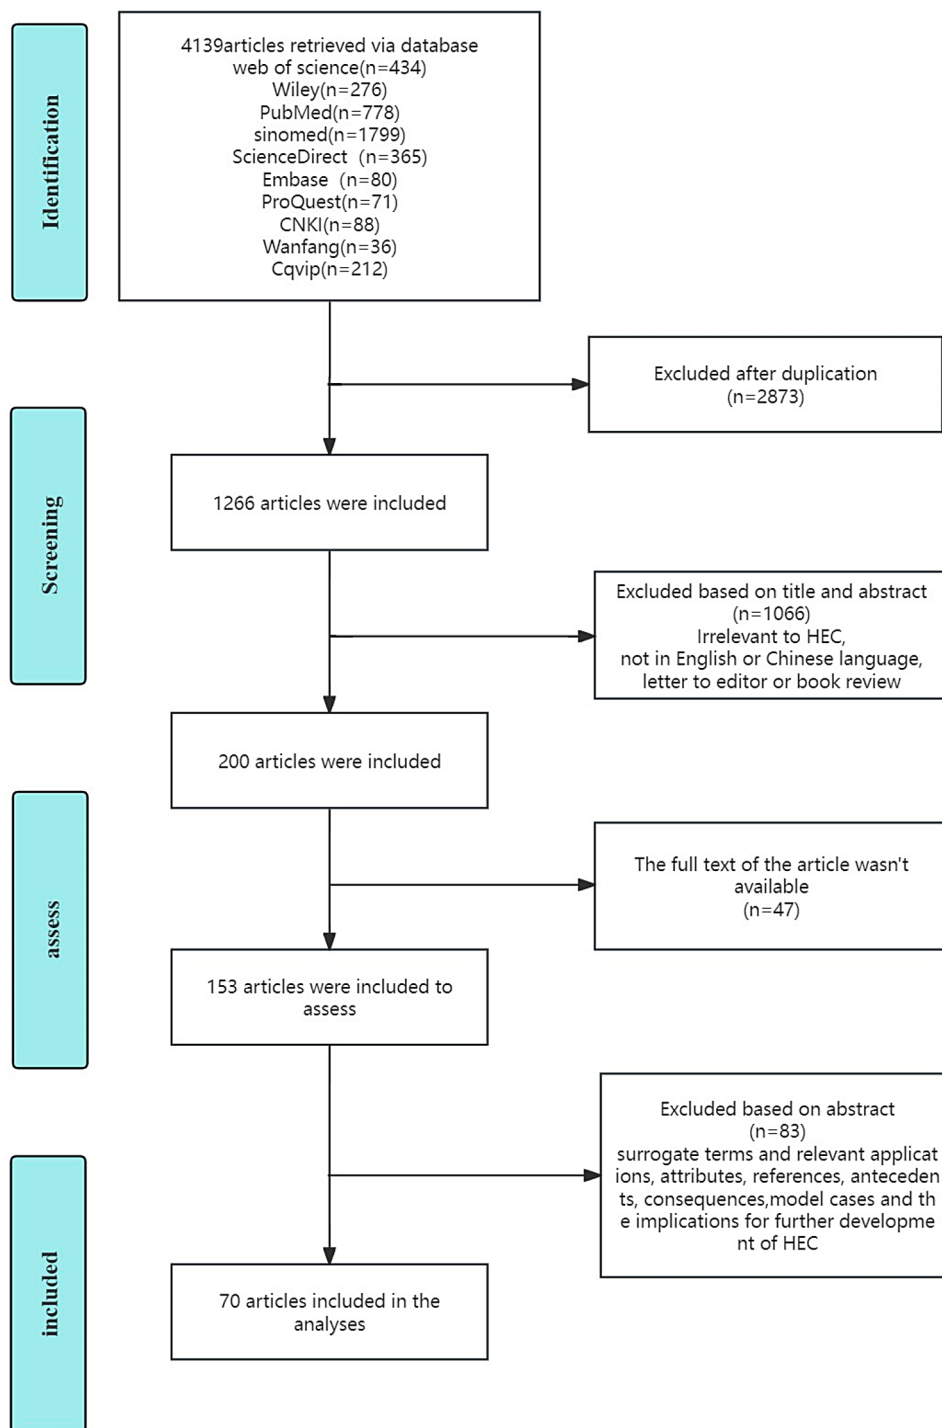 Identification
4139articles retrieved via database
web of science(n=434)
Wiley(n=276)
PubMed(n=778)
sinomed(n=1799)
ScienceDirect (n=365)
Embase (n=80)
ProQuest(n=71)
CNKI(n=88)
Wanfang(n=36)
Cqvip(n=212)
Excluded after duplication
(n=2873)
Screening
1266 articles were included
Excluded based on title and abstract
(n=1066)
Irrelevant to HEC,
not in English or Chinese language,
letter to editor or book review
200 articles were included
assess
The full text of the article wasn't
available
(n=47)
153 articles were included to
assess
Excluded based on abstract
(n=83)
surrogate terms and relevant applicat
ions, attributes, references, anteceden
ts, consequences,model cases and th
e implications for further developme
nt of HEC
included
70 articles included in the
analyses